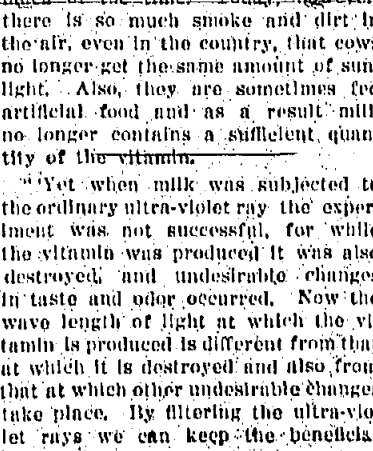 there is so much smoke and dirt in
the air, even in the country, that cows
no longer get the same amount of sun
light. Also, they are sometimes fed
artificial food and as a result milk
no longer contains a sufficient quan
tity of the vitamin.
"Yet when milk was subjected to
the ordinary ultra-violet ray the exper
iment was not successful, for while
the vitamin was produced it was also
destroyed, and undesirable changes
in taste and odor occurred. Now the
wave length of light at which the vi
tamin is produced is different from that
at which it is destroyed and also from
that at which other undesirable changes
take place. By filtering the ultra-vio
let rays we can keep the beneficial